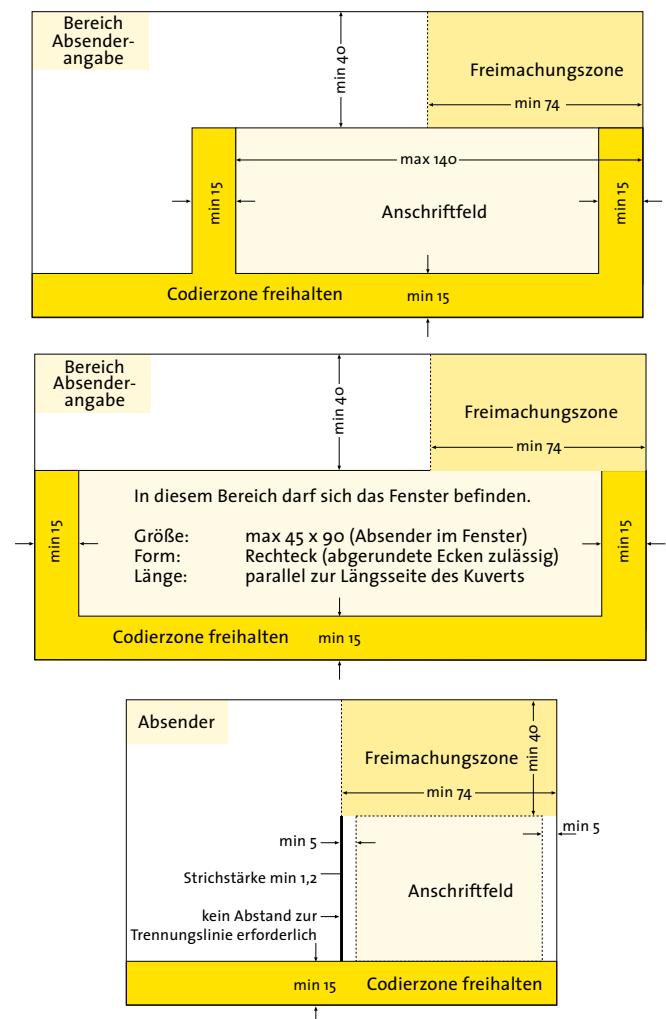 Bereich
Absender-
angabe
min 40
Freimachungszone
min 74
max 140
min 15
Anschriftfeld
min 15
Codierzone freihalten
min 15
Bereich
Absender-
angabe
min 40
Freimachungszone
min 74
In diesem Bereich darf sich das Fenster befinden.
min 15
Größe: max 45 x 90 (Absender im Fenster)
Form: Rechteck (abgerundete Ecken zulässig)
Länge: parallel zur Längsseite des Kuverts
min 15
Codierzone freihalten
min 15
Absender
Freimachungszone
min 40
min 74
min 5
min 5
Strichstärke min 1,2
Anschriftfeld
kein Abstand zur
Trennungslinie erforderlich
min 15
Codierzone freihalten